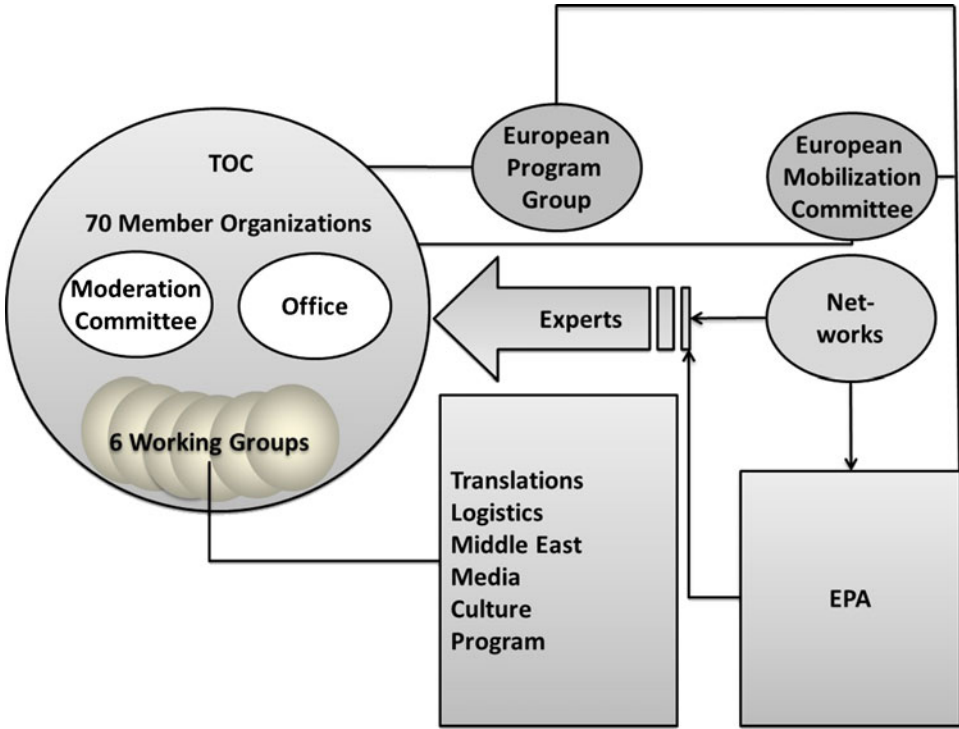 TOC
70 Member Organizations
Moderation
Committee
Office
6 Working Groups
European
Program
Group
European
Mobilization
Committee
Experts
Net-
works
Translations
Logistics
Middle East
Media
Culture
Program
EPA